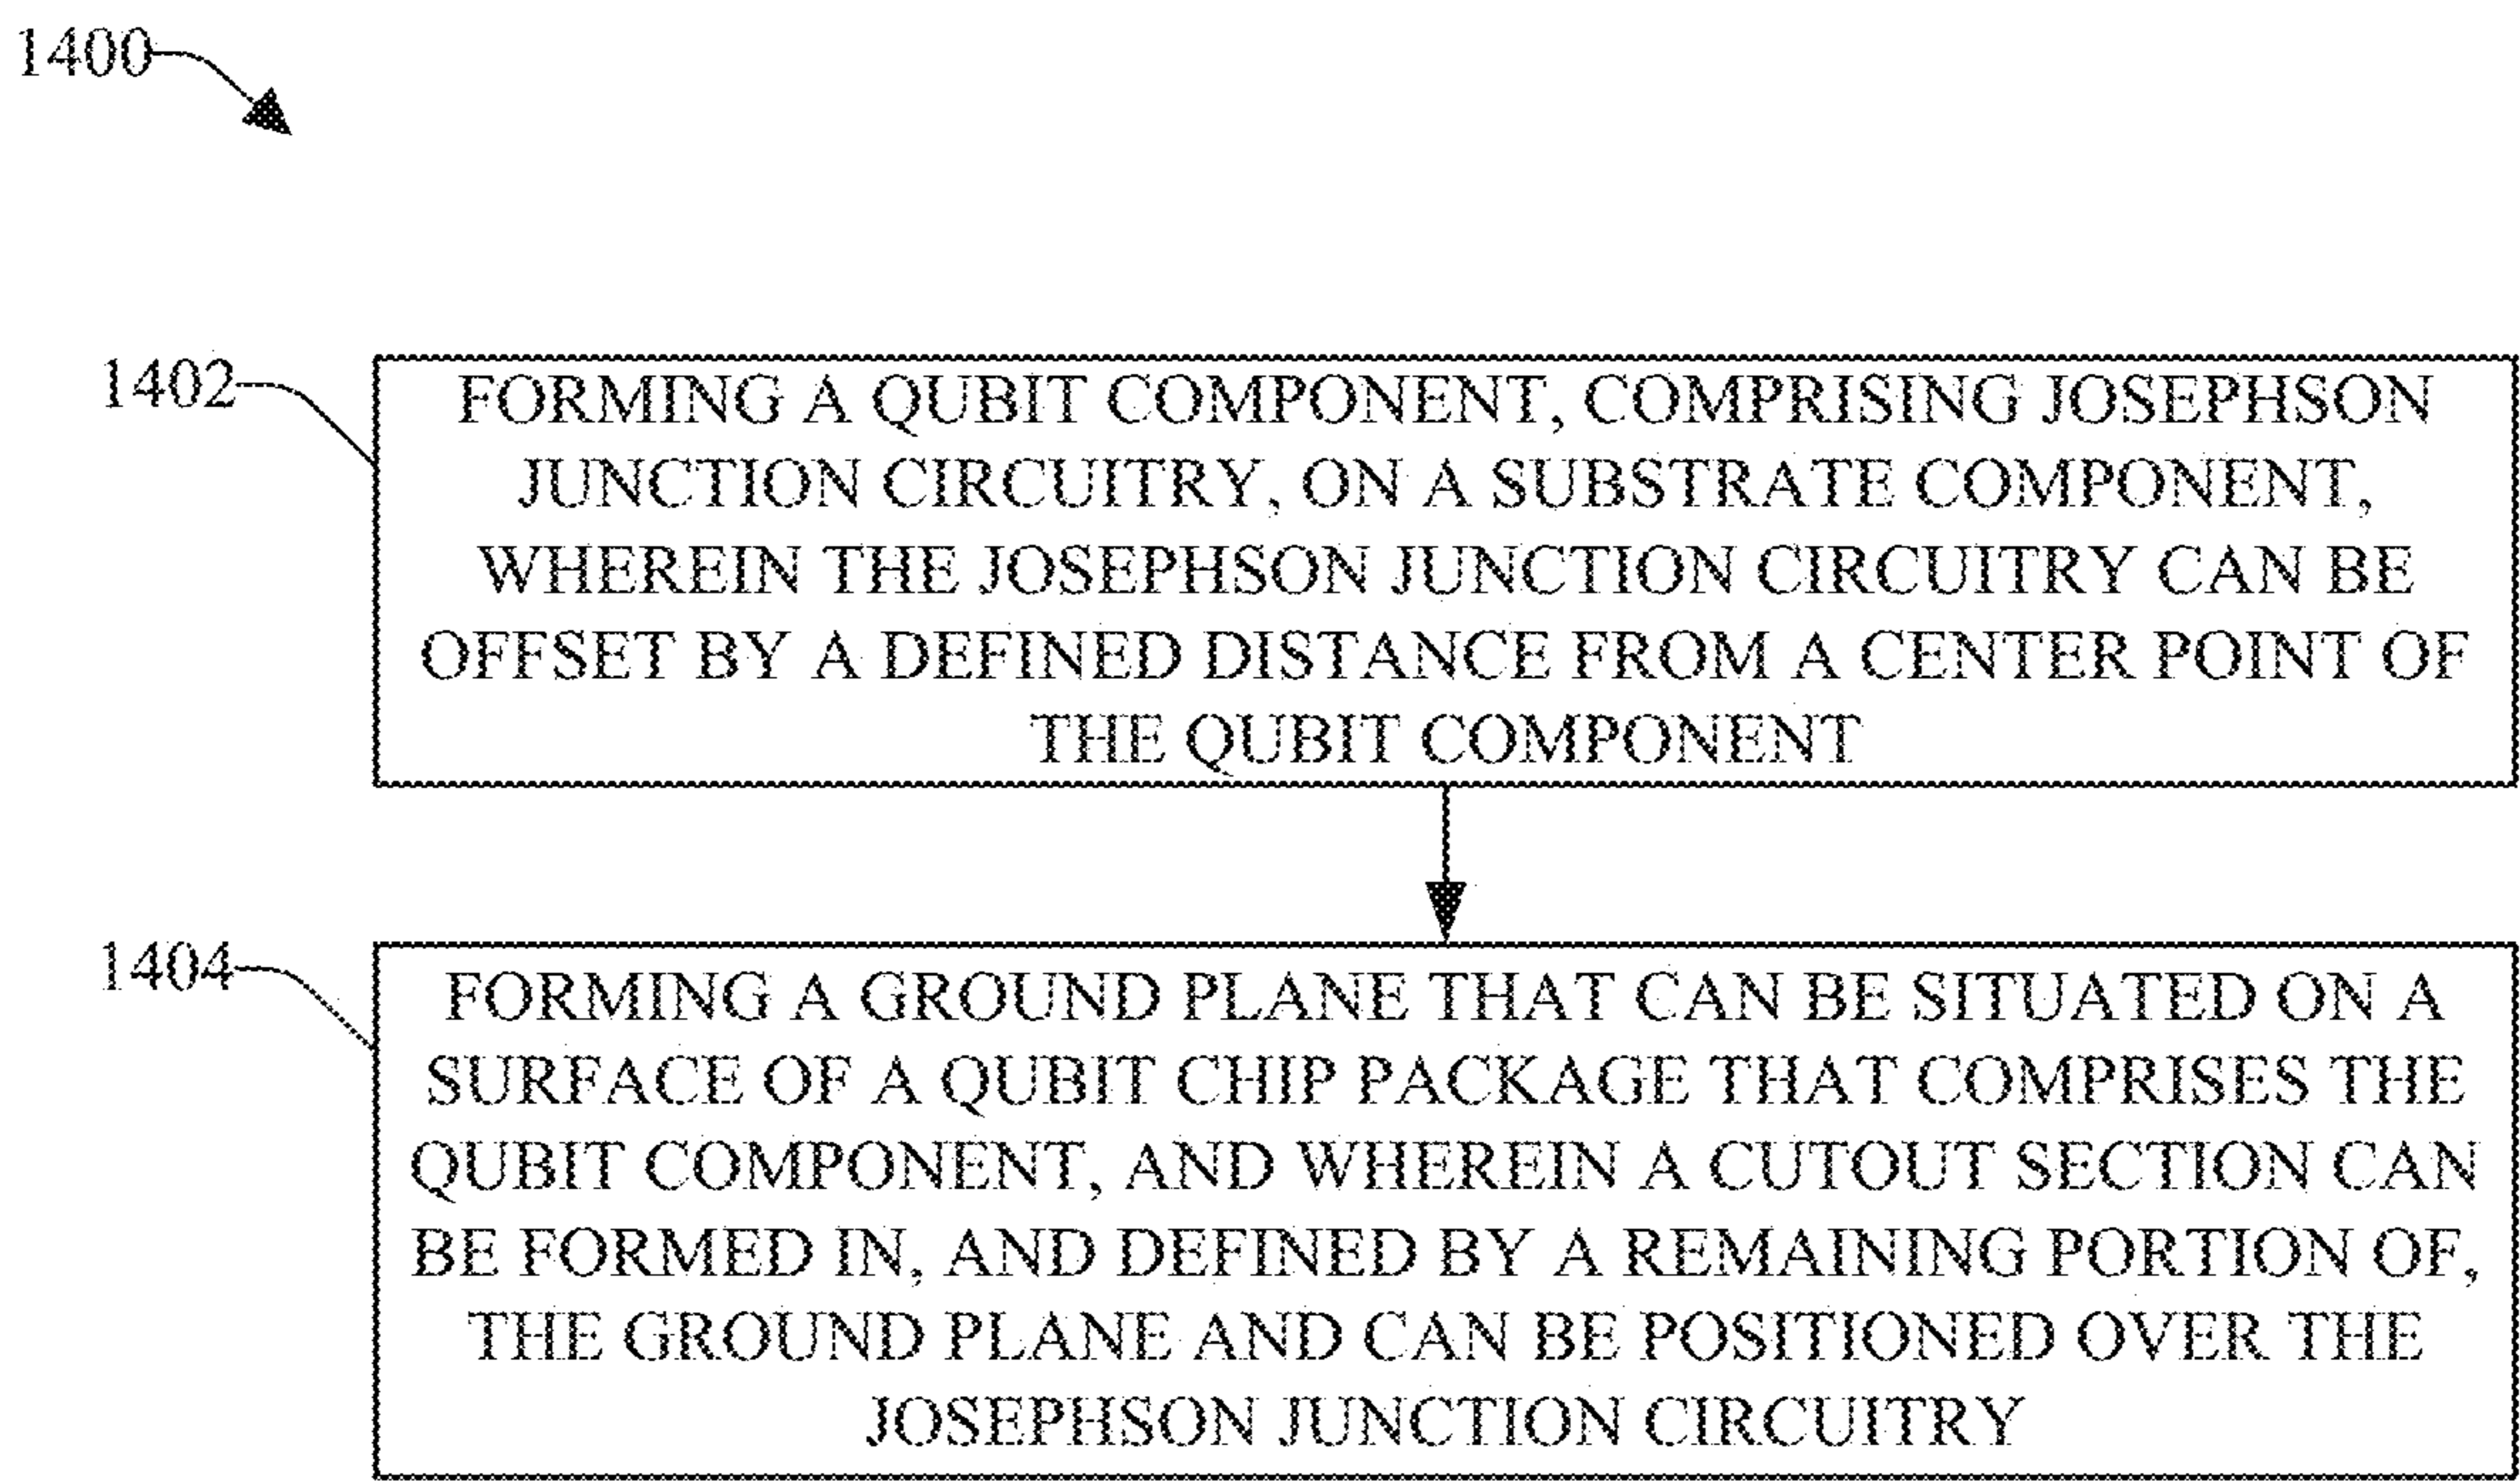 1400
1402
FORMING A QUBIT COMPONENT, COMPRISING JOSEPHSON
JUNCTION CIRCUITRY, ON A SUBSTRATE COMPONENT,
WHEREIN THE JOSEPHSON JUNCTION CIRCUITRY CAN BE
OFFSET BY A DEFINED DISTANCE FROM A CENTER POINT OF
THE QUBIT COMPONENT
1404
FORMING A GROUND PLANE THAT CAN BE SITUATED ON A
SURFACE OF A QUBIT CHIP PACKAGE THAT COMPRISES THE
QUBIT COMPONENT, AND WHEREIN A CUTOUT SECTION CAN
BE FORMED IN, AND DEFINED BY A REMAINING PORTION OF,
THE GROUND PLANE AND CAN BE POSITIONED OVER THE
JOSEPHSON JUNCTION CIRCUITRY